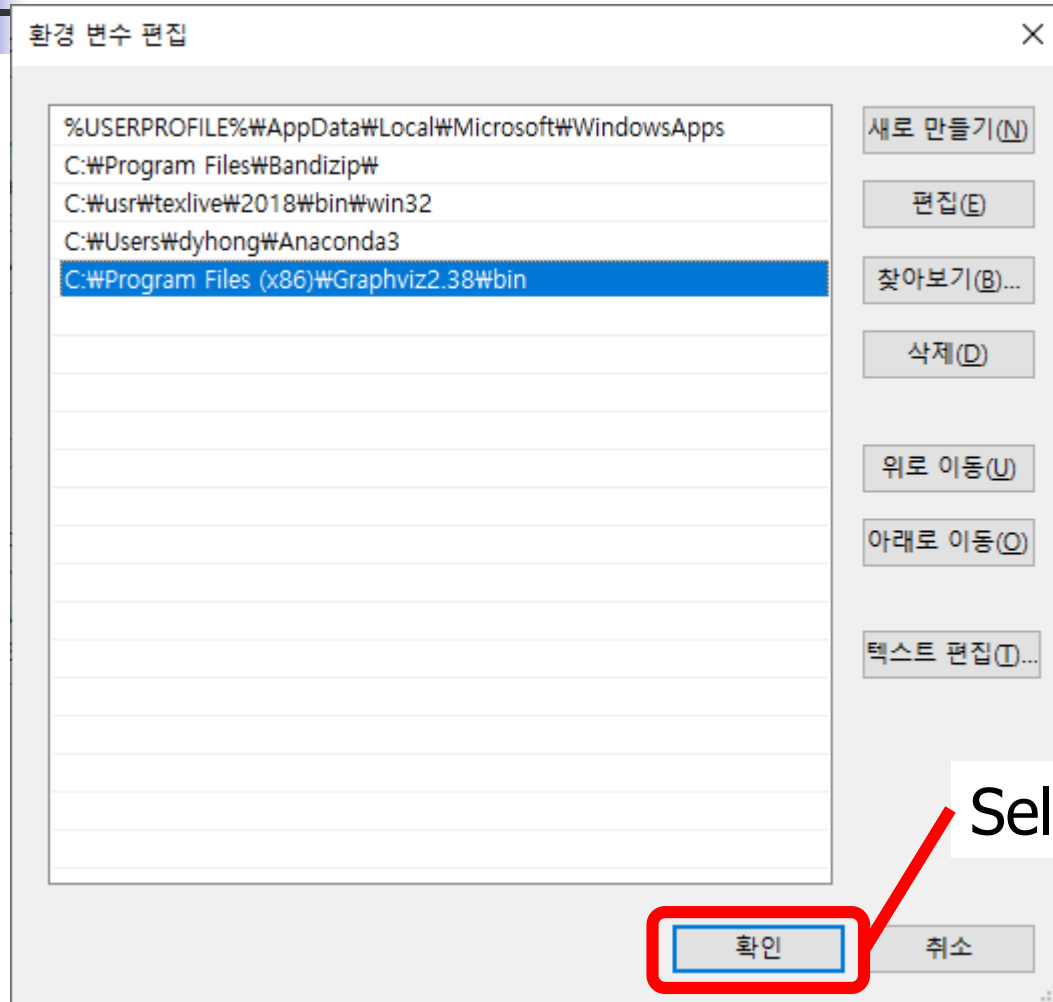 환경 변수 편집
%USERPROFILE%₩AppData₩Local₩Microsoft₩WindowsApps
C:₩Program Files₩Bandizip₩
C:₩usr₩texlive₩2018₩bin₩win32
C:₩Users₩dyhong₩Anaconda3
C:₩Program Files (x86)₩Graphviz2.38₩bin
새로 만들기(N)
편집(E)
찾아보기(B)...
삭제(D)
위로 이동(U)
아래로 이동(O)
텍스트 편집(T)...
Sel
확인
취소